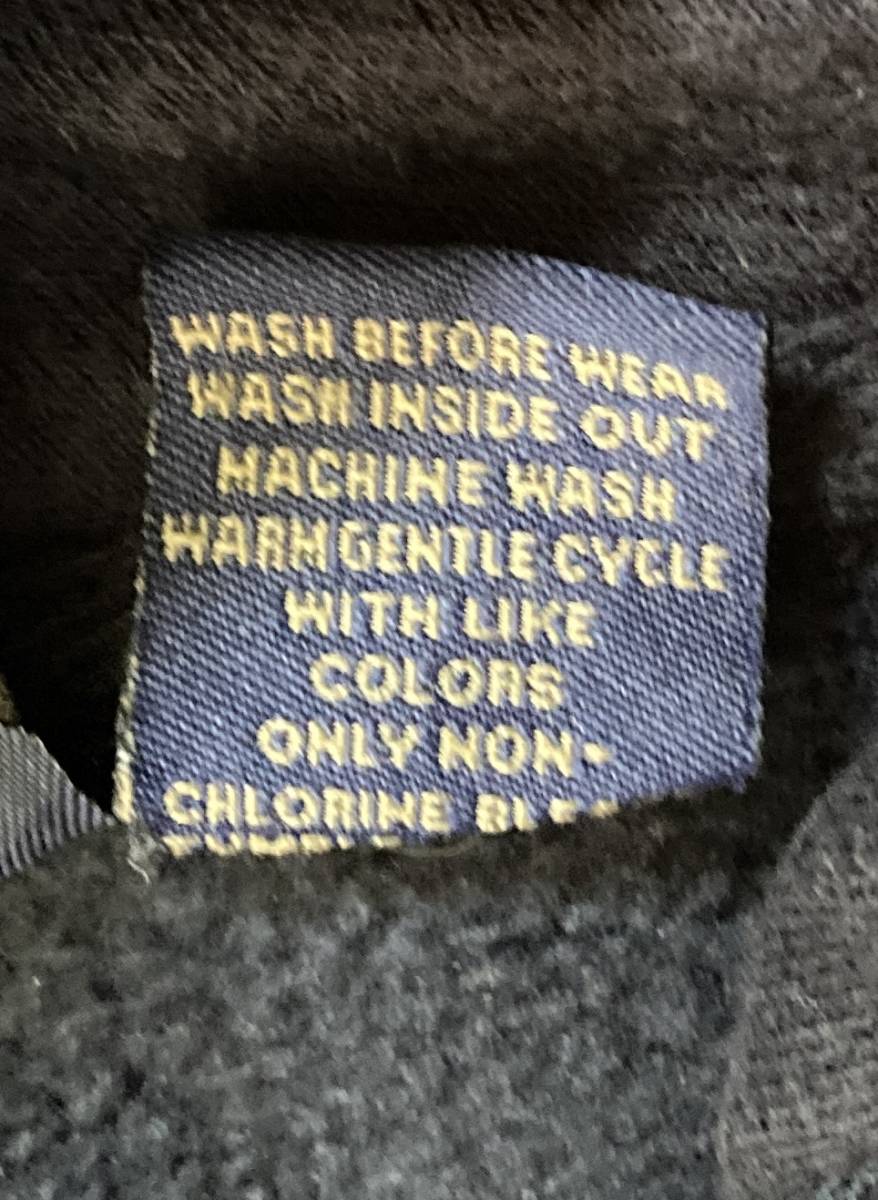 WASH BEFORE WEAR
WASH INSIDE OUT
MACHINE WASH
WARM GENTLE CYCLE
WITH LIKE
COLORS
ONLY NON-
CHLORINE